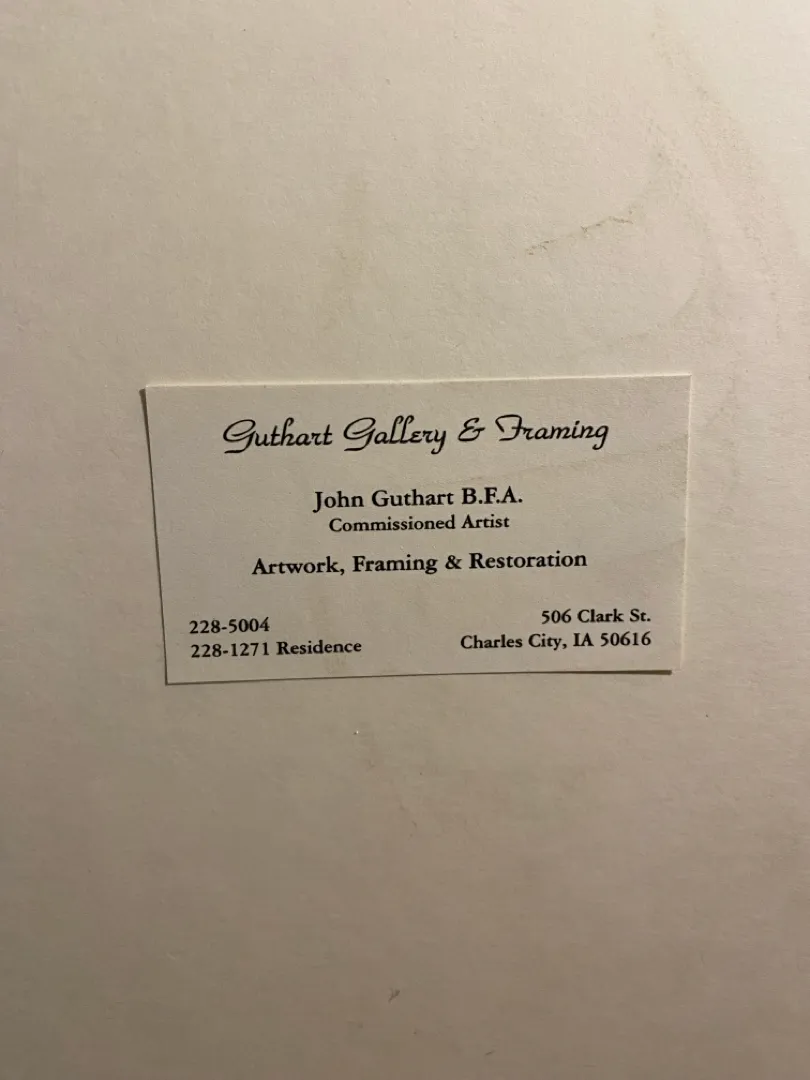 Guthart Gallery & Framing
John Guthart B.F.A.
Commissioned Artist
Artwork, Framing & Restoration
228-5004
228-1271 Residence
506 Clark St.
Charles City, IA 50616